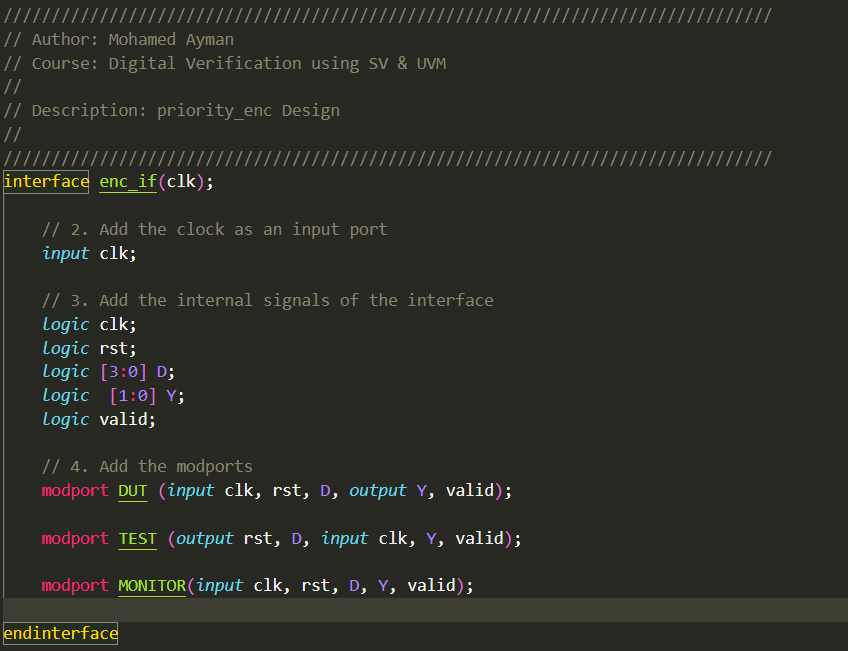 ////////////////////////////////////////////////////////////////////////////////
// Author: Mohamed Ayman
// Course: Digital Verification using SV & UVM
//
// Description: priority_enc Design
//
////////////////////////////////////////////////////////////////////////////////
interface enc_if(clk);
// 2. Add the clock as an input port
input clk;
// 3. Add the internal signals of the interface
logic clk;
logic rst;
logic [3:0] D;
logic  [1:0] Y;
logic valid;
// 4. Add the modports
modport DUT (input clk, rst, D, output Y, valid);
modport TEST (output rst, D, input clk, Y, valid);
modport MONITOR(input clk, rst, D, Y, valid);
endinterface